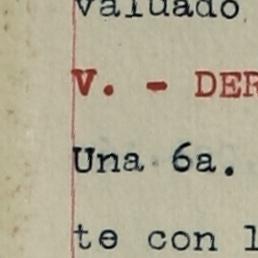 valuado
V. - DER
Una 6a.
te con l